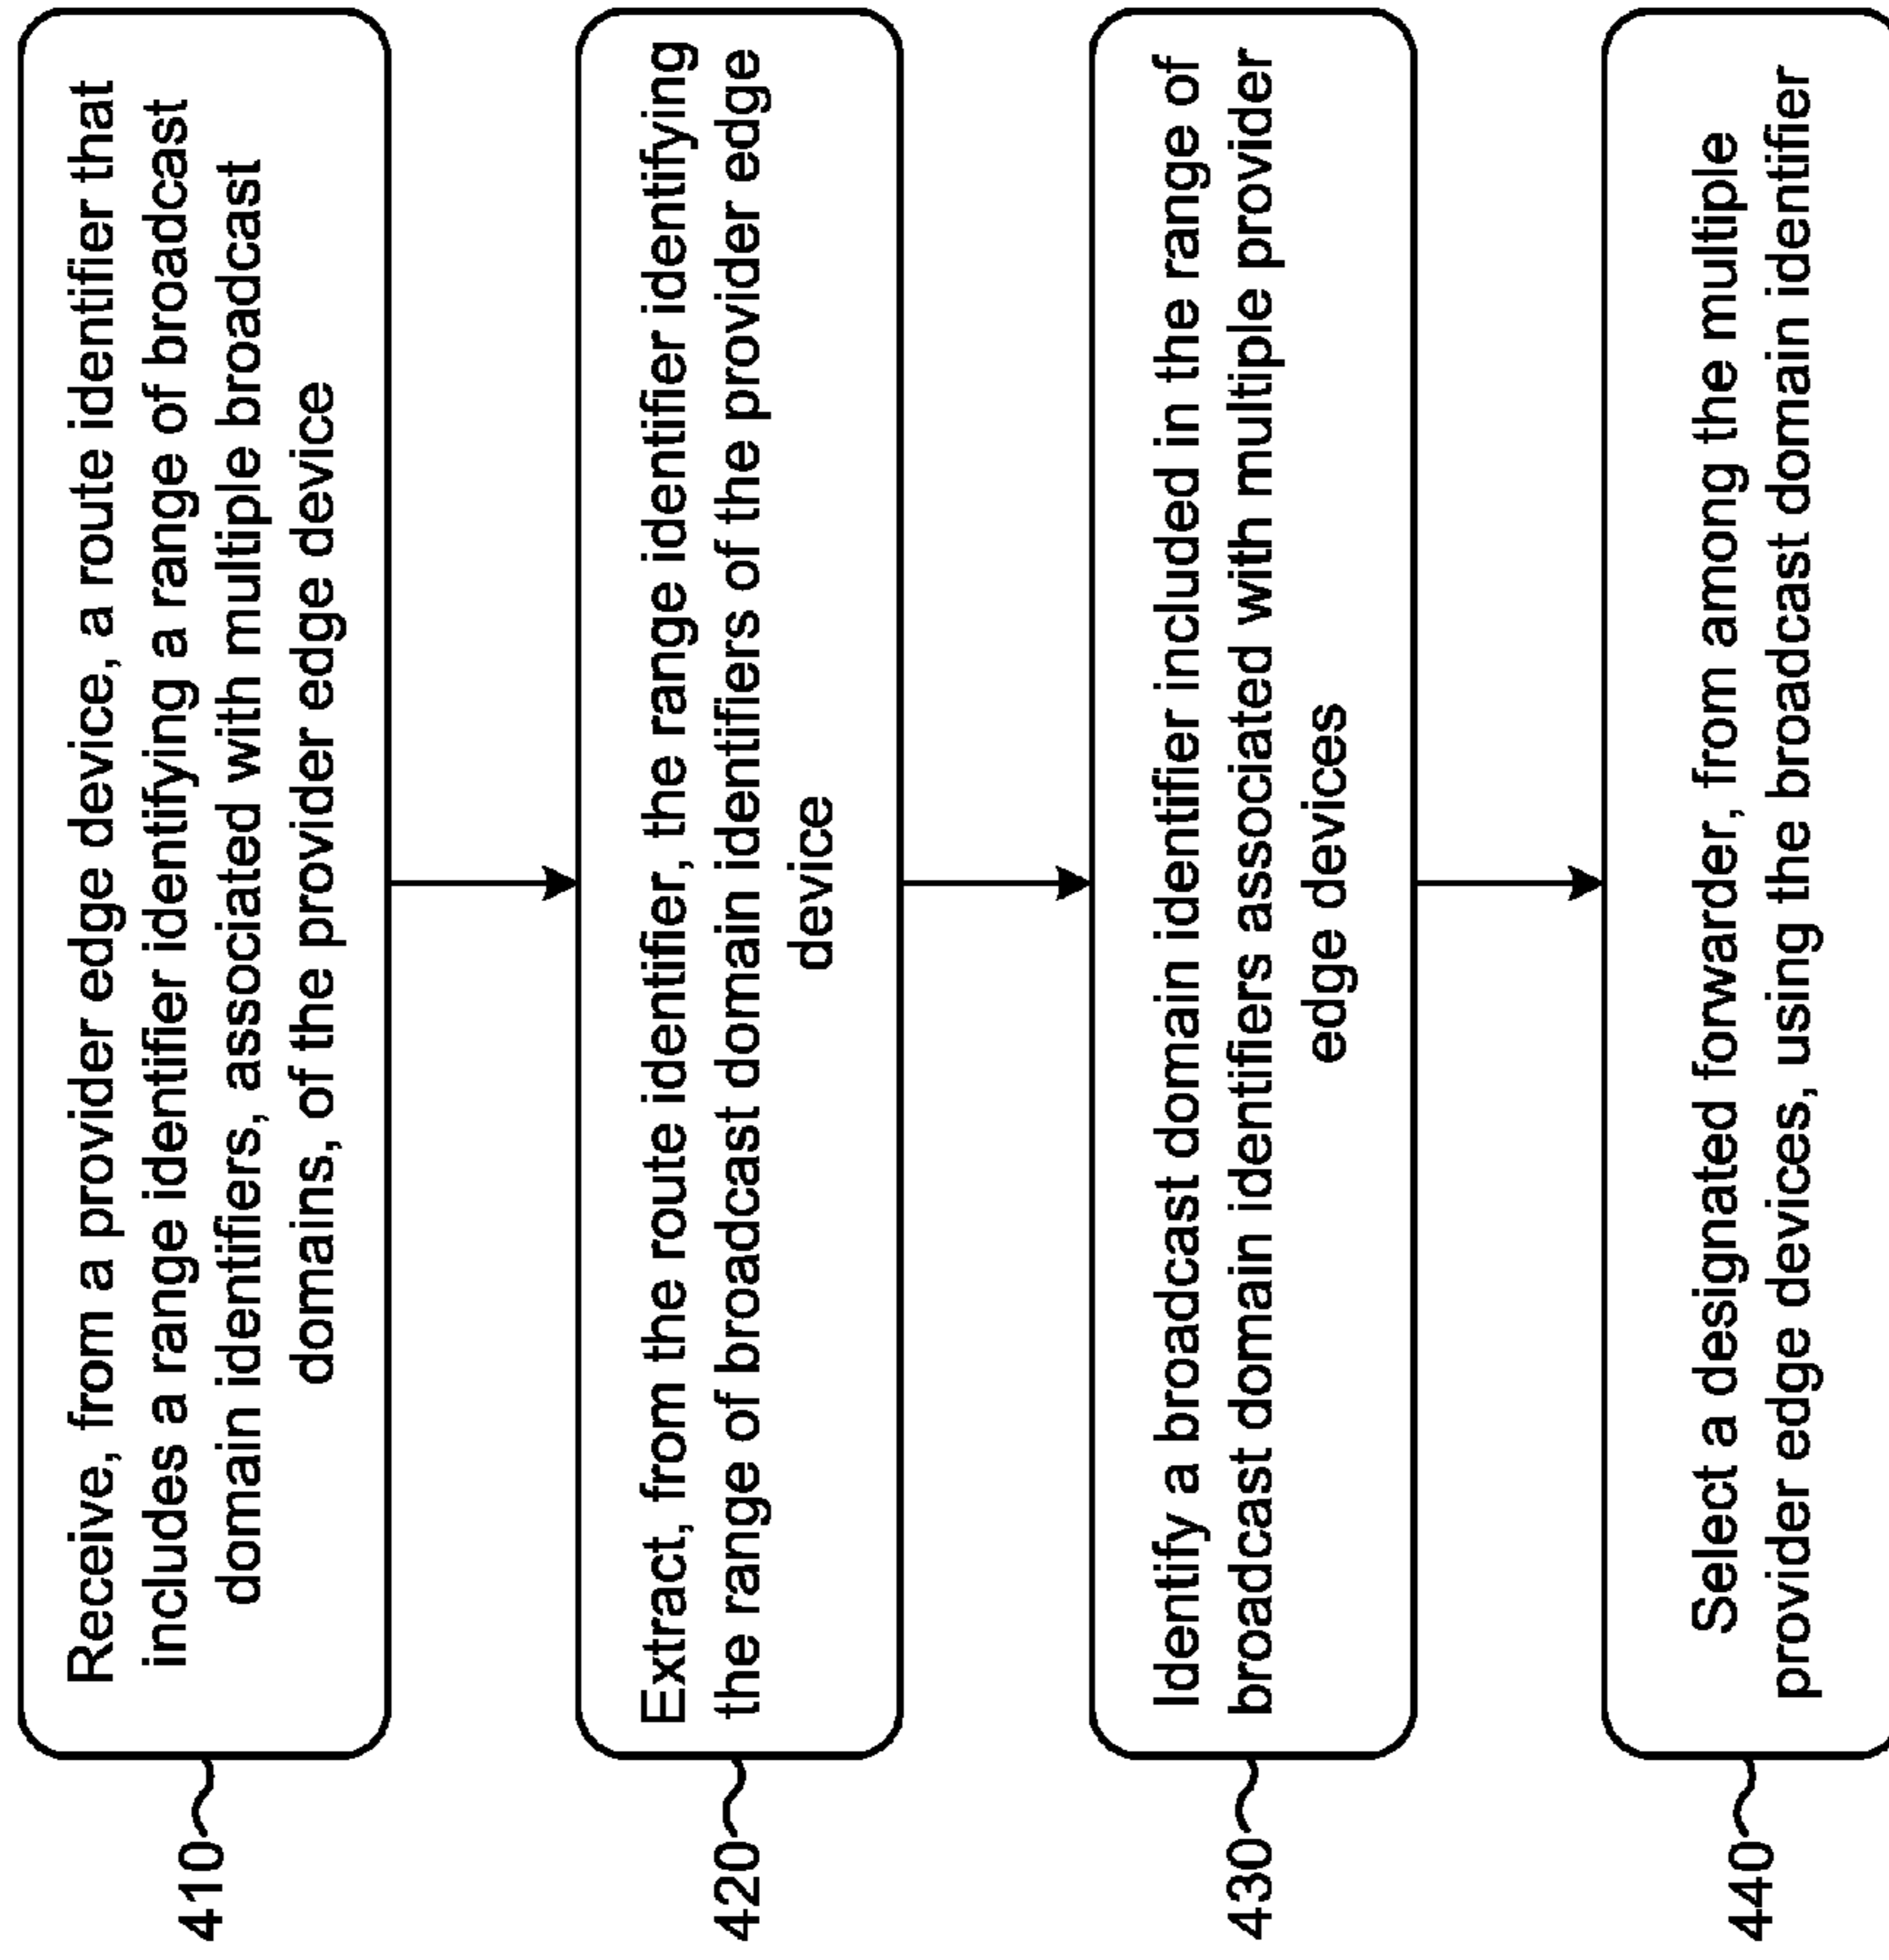 410
Receive, from a provider edge device, a route identifier that
includes a range identifier identifying a range of broadcast
domain identifiers, associated with multiple broadcast
domains, of the provider edge device
420
Extract, from the route identifier, the range identifier identifying
the range of broadcast domain identifiers of the provider edge
device
430
Identify a broadcast domain identifier included in the range of
broadcast domain identifiers associated with multiple provider
edge devices
440
Select a designated forwarder, from among the multiple
provider edge devices, using the broadcast domain identifier